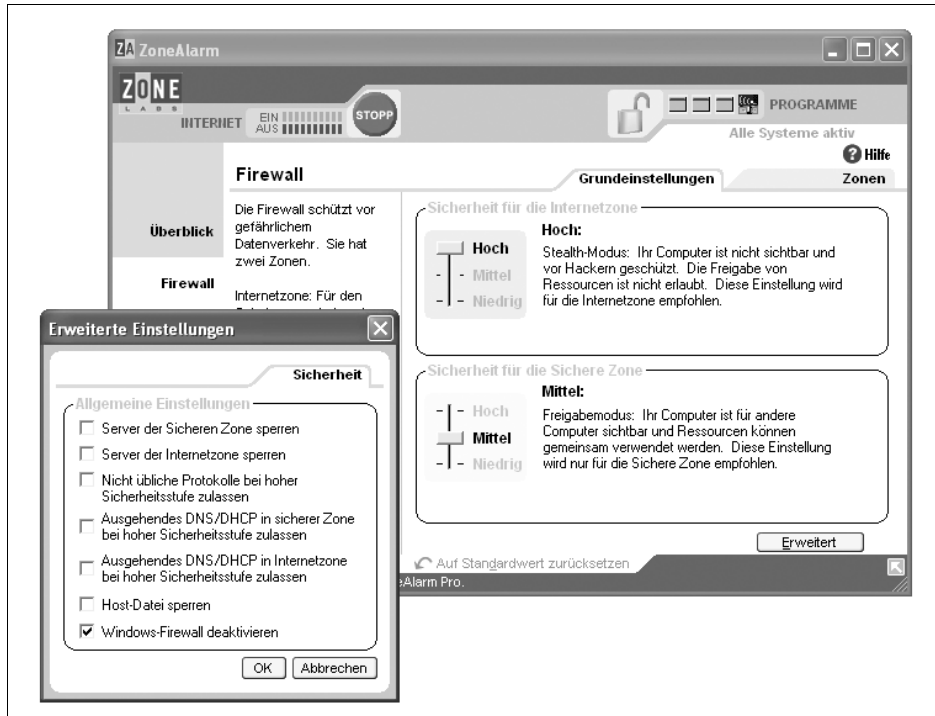 ZA ZoneAlarm
ZONE
LABS
INTERNET
EIN
AUS
STOPP
PROGRAMME
Alle Systeme aktiv
? Hilfe
Firewall
Grundeinstellungen
Zonen
Überblick
Firewall
Die Firewall schützt vor
gefährlichem
Datenverkehr. Sie hat
zwei Zonen.
Internetzone: Für den
Sicherheit für die Internetzone
Hoch
Mittel
Niedrig
Hoch:
Stealth-Modus: Ihr Computer ist nicht sichtbar und
vor Hackern geschützt. Die Freigabe von
Ressourcen ist nicht erlaubt. Diese Einstellung wird
für die Internetzone empfohlen.
Sicherheit für die Sichere Zone
Hoch
Mittel
Niedrig
Mittel:
Freigabemodus: Ihr Computer ist für andere
Computer sichtbar und Ressourcen können
gemeinsam verwendet werden. Diese Einstellung
wird nur für die Sichere Zone empfohlen.
Erweitert
Auf Standardwert zurücksetzen
Alarm Pro.
Erweiterte Einstellungen
Sicherheit
Allgemeine Einstellungen
Server der Sicheren Zone sperren
Server der Internetzone sperren
Nicht übliche Protokolle bei hoher
Sicherheitsstufe zulassen
Ausgehendes DNS/DHCP in sicherer Zone
bei hoher Sicherheitsstufe zulassen
Ausgehendes DNS/DHCP in Internetzone
bei hoher Sicherheitsstufe zulassen
Host-Datei sperren
Windows-Firewall deaktivieren
OK
Abbrechen